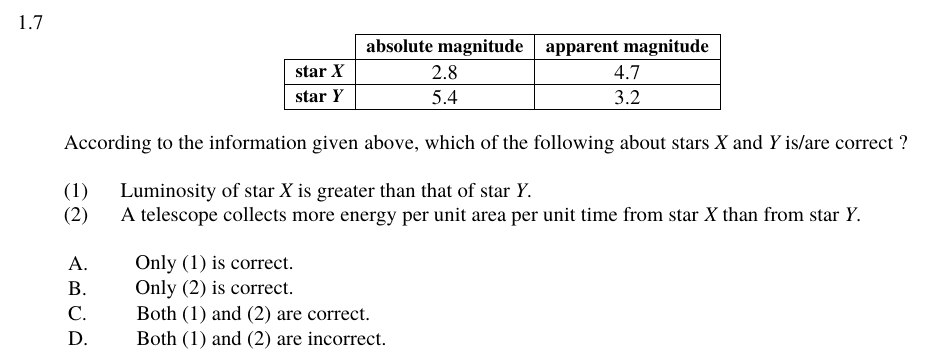 1.7
absolute magnitude apparent magnitude
star X 2.8 4.7
star Y 5.4 3.2
According to the information given above, which of the following about stars X and Y is/are correct ?
(1) Luminosity of star X is greater than that of star Y.
(2) A telescope collects more energy per unit area per unit time from star X than from star Y.
A. Only (1) is correct.
B. Only (2) is correct.
C. Both (1) and (2) are correct.
D. Both (1) and (2) are incorrect.